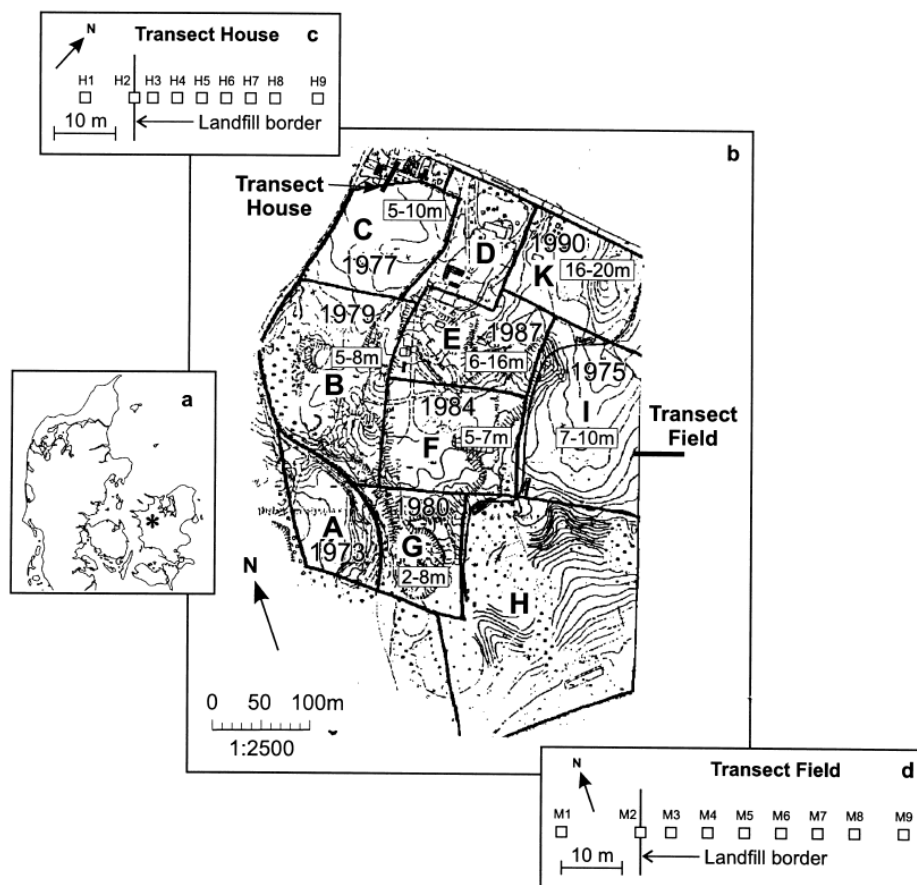 N
Transect House c
H1 H2 H3 H4 H5 H6 H7 H8 H9
10 m
Landfill border
b
Transect
House
5-10m
C
1977
D
1990
K
16-20m
1979
E
1987
5-8m
6-16m
B
1975
1984
I
F
5-7m
7-10m
Transect
Field
a
*
A
1973
1980
G
2-8m
H
N
0 50 100m
1:2500
N
Transect Field d
M1 M2 M3 M4 M5 M6 M7 M8 M9
10 m
Landfill border